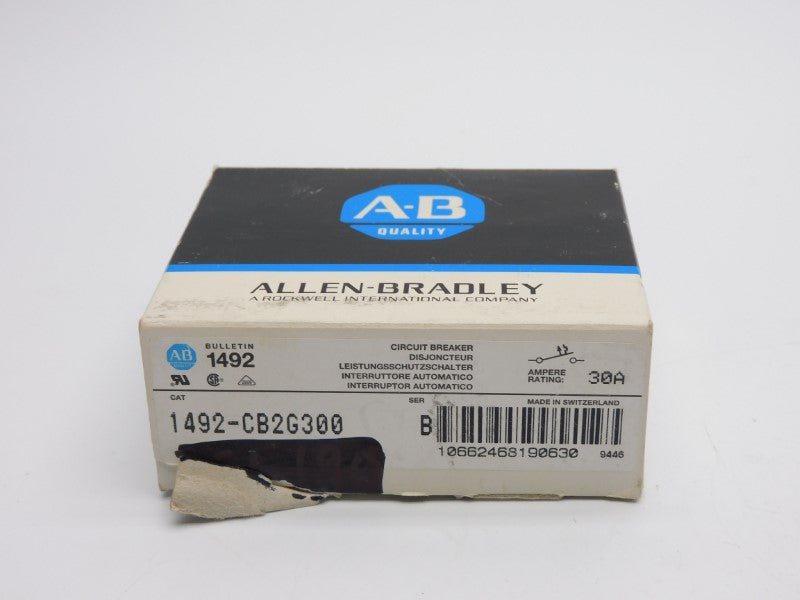 A-B
QUALITY
ALLEN-BRADLEY
A ROCKWELL INTERNATIONAL COMPANY
AB
BULLETIN
1492
CIRCUIT BREAKER
DISJONCTEUR
LEISTUNGSSCHUTZSCHALTER
INTERRUTTORE AUTOMATICO
INTERRUPTOR AUTOMATICO
AMPERE
RATING: 30A
CAT
1492-CB2G300
SER
B
MADE IN SWITZERLAND
10662468190630
9446